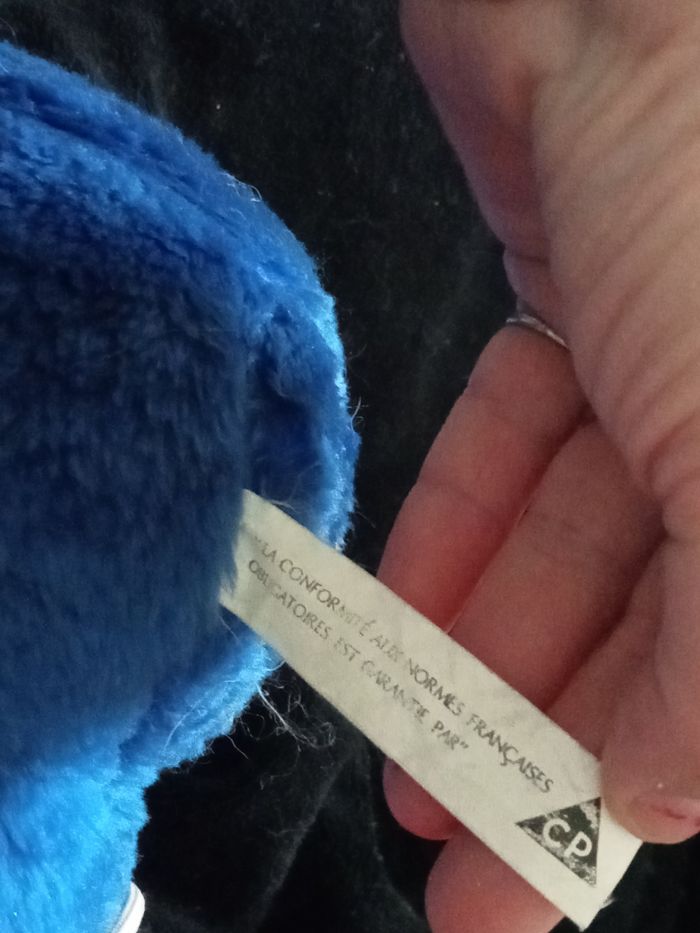 "LA CONFORMITÉ AUX NORMES FRANÇAISES
OBLIGATOIRES EST GARANTIE PAR"
CP